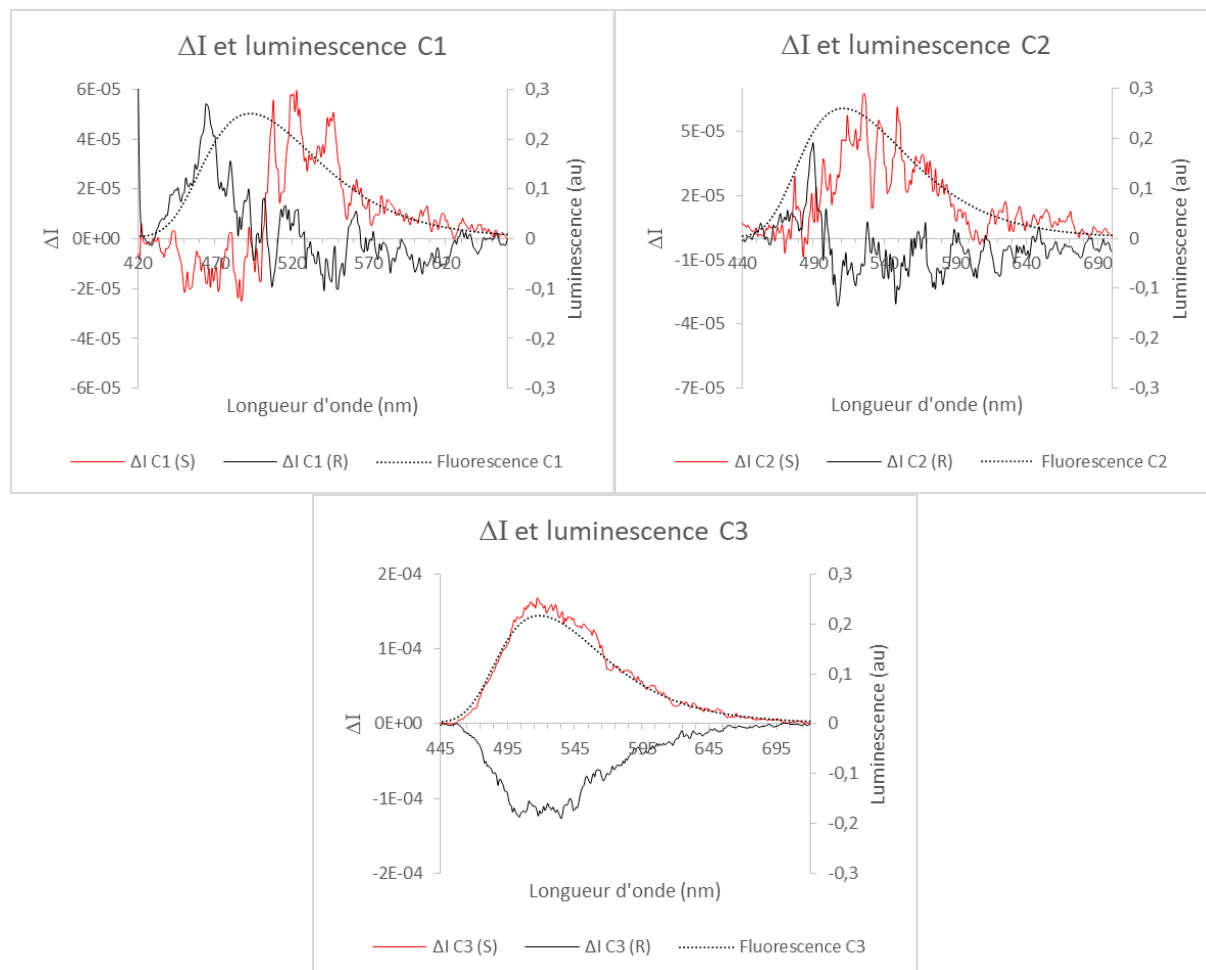 ΔI et luminescence C1
6E-05
4E-05
2E-05
0E+00
-2E-05
-4E-05
-6E-05
ΔI
420 470 520 570 620
0,3
0,2
0,1
0
-0,1
-0,2
-0,3
Luminescence (au)
Longueur d'onde (nm)
ΔI C1 (S) ΔI C1 (R) Fluorescence C1
ΔI et luminescence C2
5E-05
2E-05
-1E-05
-4E-05
-7E-05
ΔI
440 490 540 590 640 690
0,3
0,2
0,1
0
-0,1
-0,2
-0,3
Luminescence (au)
Longueur d'onde (nm)
ΔI C2 (S) ΔI C2 (R) Fluorescence C2
ΔI et luminescence C3
2E-04
1E-04
0E+00
-1E-04
-2E-04
ΔI
445 495 545 595 645 695
0,3
0,2
0,1
0
-0,1
-0,2
-0,3
Luminescence (au)
Longueur d'onde (nm)
ΔI C3 (S) ΔI C3 (R) Fluorescence C3